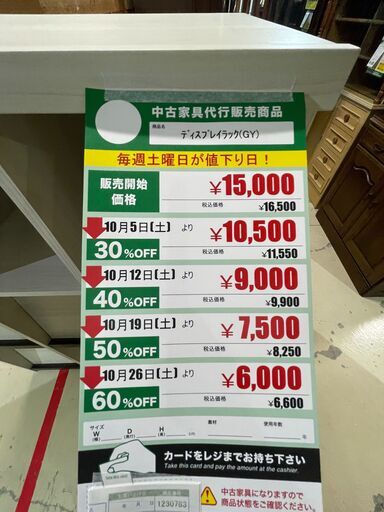 中古家具代行販売商品
商品名
ディスプレイラック(GY)
毎週土曜日が値下り日！
販売開始価格 ¥15,000
税込価格 ¥16,500
10月5日(土) より
30%OFF ¥10,500
税込価格 ¥11,550
10月12日(土) より
40%OFF ¥9,000
税込価格 ¥9,900
10月19日(土) より
50%OFF ¥7,500
税込価格 ¥8,250
10月26日(土) より
60%OFF ¥6,000
税込価格 ¥6,600
サイズ 素材 使用年数
W(幅) D(奥行) H(高) cm 年
カードをレジまでお持ち下さい
Take this card and pay the amount at the cashier.
中古家具になりますので
商品状態をご確認ください。
1230763